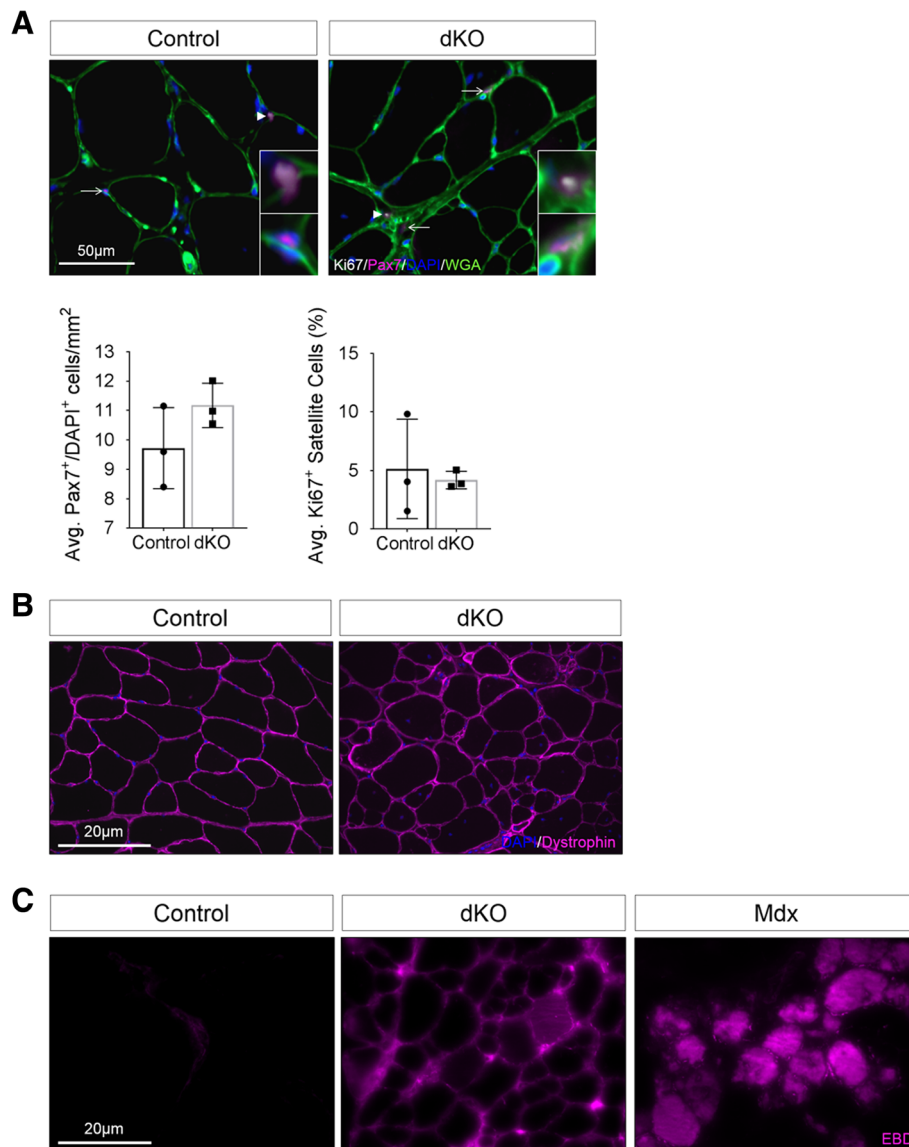 A
Control
dKO
50µm
Ki67/Pax7/DAPI/WGA
Avg. Pax7⁺/DAPI⁺ cells/mm²
13
12
11
10
9
8
7
Control dKO
Avg. Ki67⁺ Satellite Cells (%)
15
10
5
0
Control dKO
B
Control
dKO
20µm
DAPI/Dystrophin
C
Control
dKO
Mdx
20µm
EBD